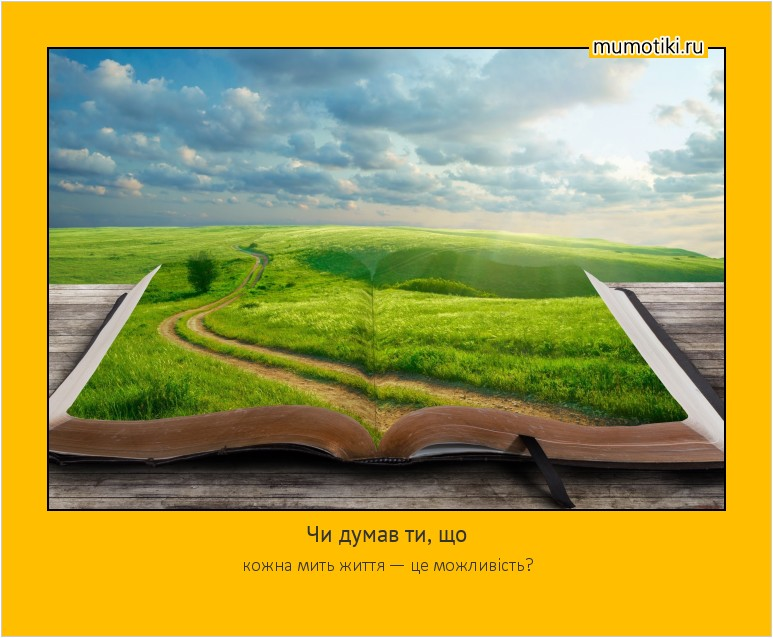 mumotiki.ru
Чи думав ти, що
кожна мить життя — це можливість?